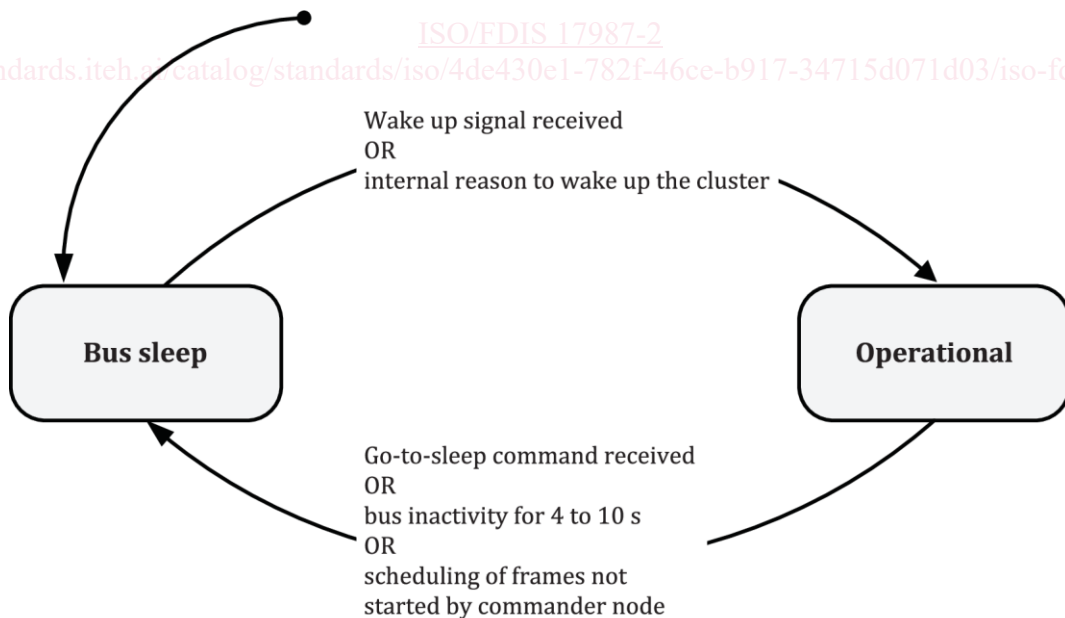 ISO/FDIS 17987-2
ndards.iteh.ai/catalog/standards/iso/4de430e1-782f-46ce-b917-34715d071d03/iso-fd
Wake up signal received
OR
internal reason to wake up the cluster
Bus sleep
Operational
Go-to-sleep command received
OR
bus inactivity for 4 to 10 s
OR
scheduling of frames not
started by commander node